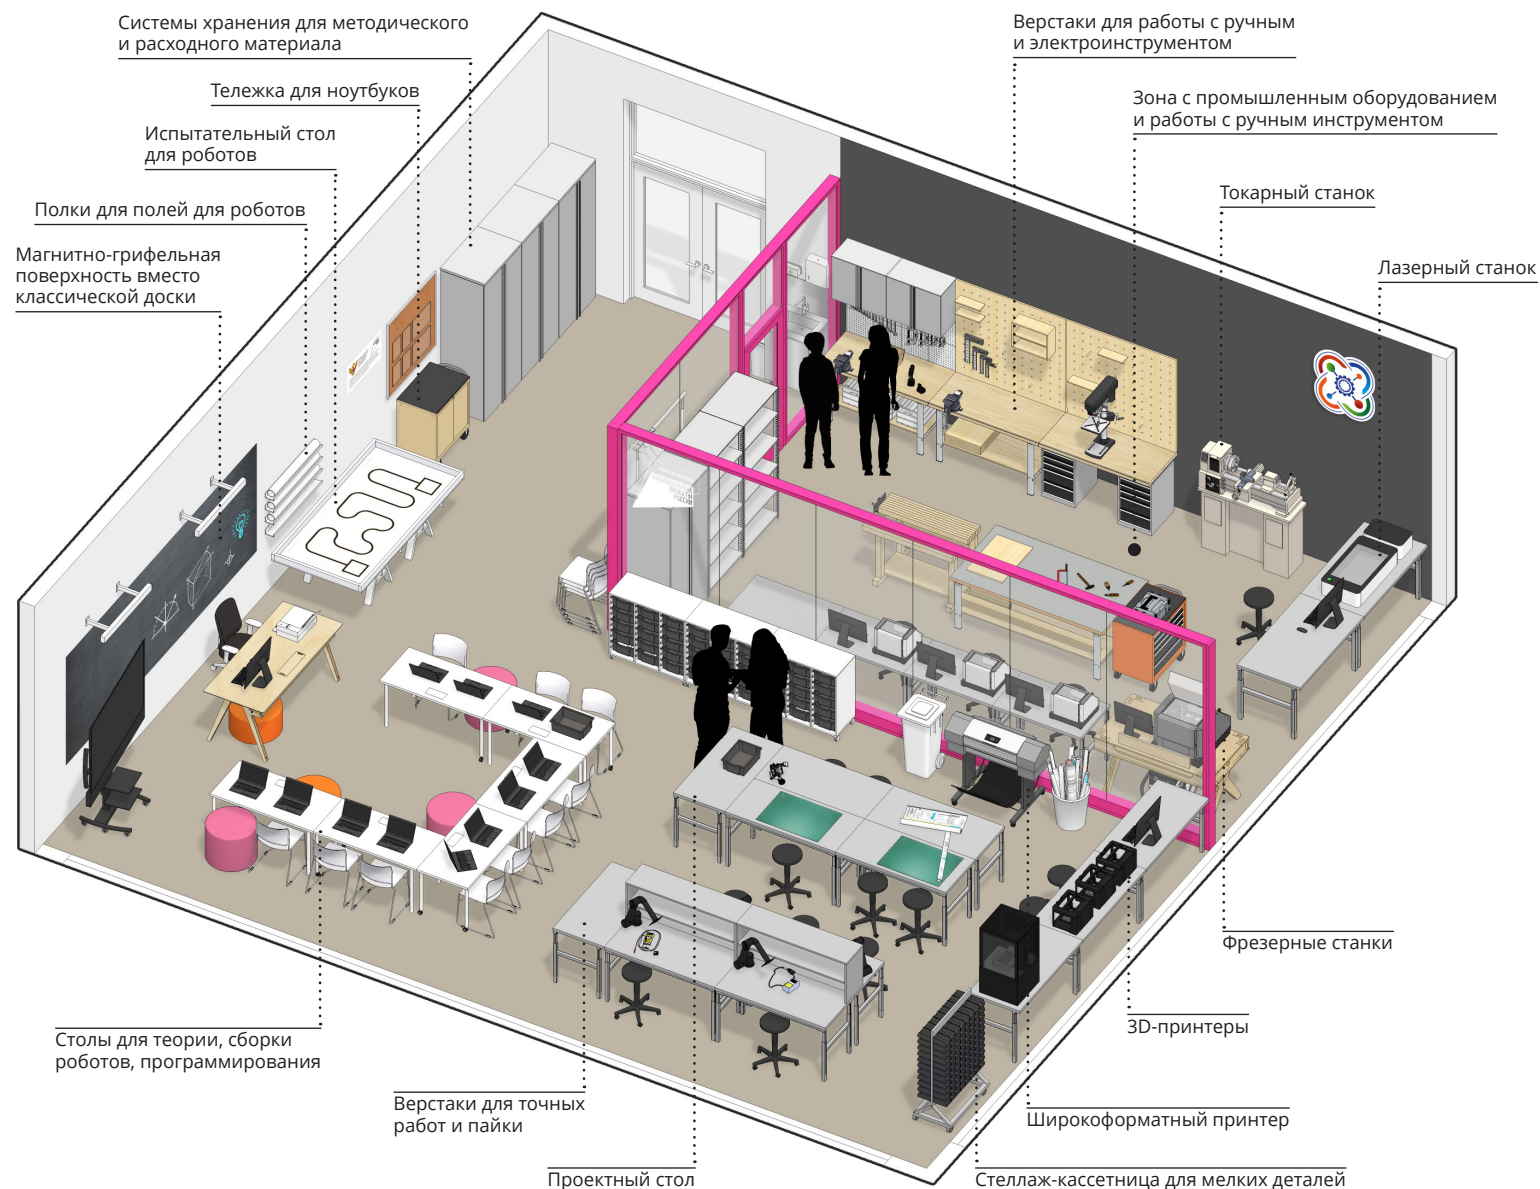 Системы хранения для методического
и расходного материала
Тележка для ноутбуков
Испытательный стол
для роботов
Полки для полей для роботов
Магнитно-грифельная
поверхность вместо
классической доски
Верстаки для работы с ручным
и электроинструментом
Зона с промышленным оборудованием
и работы с ручным инструментом
Токарный станок
Лазерный станок
Фрезерные станки
3D-принтеры
Широкоформатный принтер
Стеллаж-кассетница для мелких деталей
Столы для теории, сборки
роботов, программирования
Верстаки для точных
работ и пайки
Проектный стол